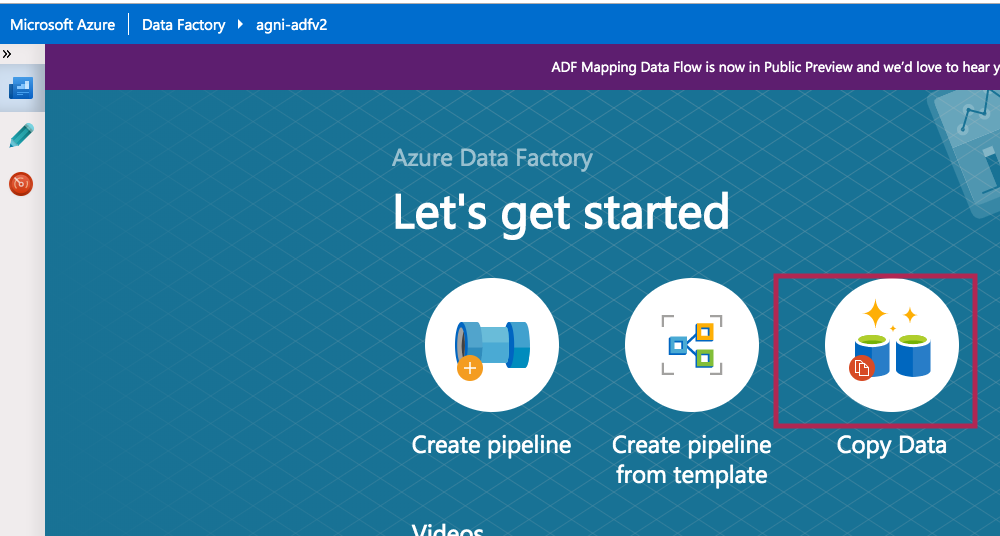 Microsoft Azure Data Factory agni-adfv2
»
ADF Mapping Data Flow is now in Public Preview and we'd love to hear y
Azure Data Factory
Let's get started
Create pipeline
Create pipeline
from template
Copy Data
Videos